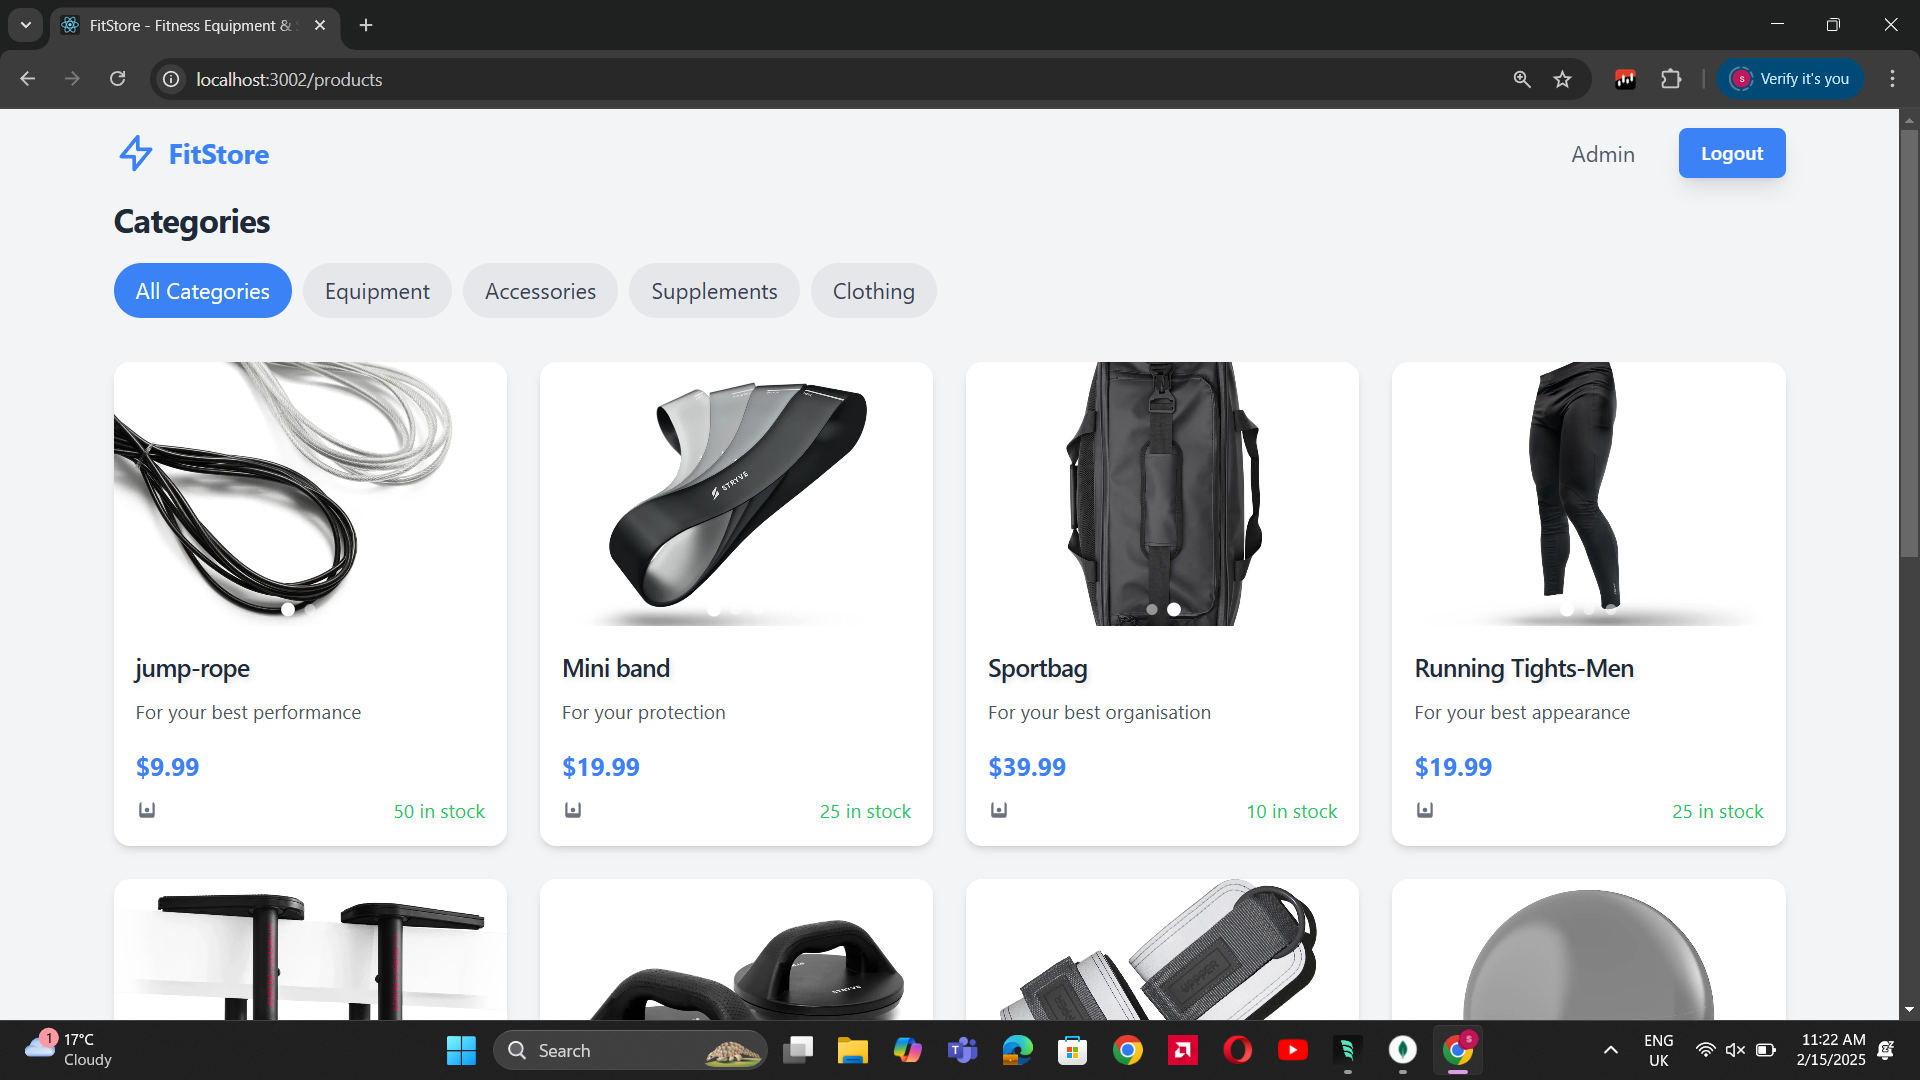 FitStore - Fitness Equipment &
localhost:3002/products
Verify it's you
FitStore
Admin
Logout
Categories
All Categories
Equipment
Accessories
Supplements
Clothing
STRYVE
jump-rope
Mini band
Sportbag
Running Tights-Men
For your best performance
For your protection
For your best organisation
For your best appearance
$9.99
$19.99
$39.99
$19.99
50 in stock
25 in stock
10 in stock
25 in stock
STRYVE
1
17°C
Cloudy
Search
ENG
UK
11:22 AM
2/15/2025